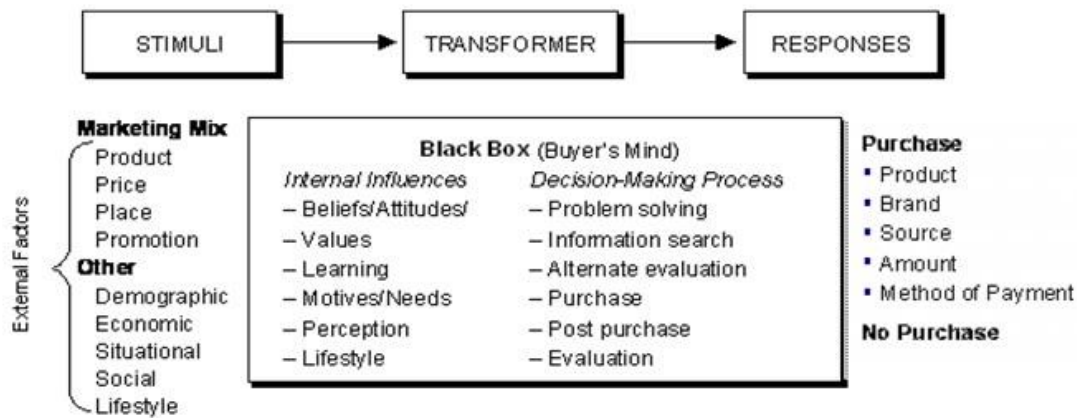 STIMULI
TRANSFORMER
RESPONSES
External Factors
Marketing Mix
Product
Price
Place
Promotion
Other
Demographic
Economic
Situational
Social
Lifestyle
Black Box (Buyer's Mind)
Internal Influences
– Beliefs/Attitudes/
– Values
– Learning
– Motives/Needs
– Perception
– Lifestyle
Decision-Making Process
– Problem solving
– Information search
– Alternate evaluation
– Purchase
– Post purchase
– Evaluation
Purchase
▪ Product
▪ Brand
▪ Source
▪ Amount
▪ Method of Payment
No Purchase